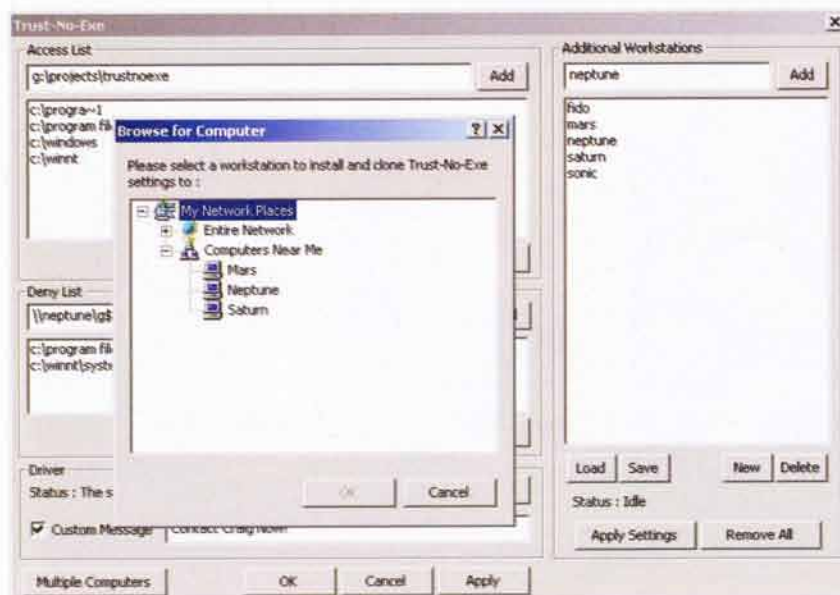 Trust-No-Exe
Access List
g:\projects\trustnoexe
Add
c:\progra~1
c:\program fil
c:\windows
c:\winnt
Browse for Computer
Please select a workstation to install and clone Trust-No-Exe
settings to :
My Network Places
Entire Network
Computers Near Me
Mars
Neptune
Saturn
OK
Cancel
Deny List
\\neptune\g$
c:\program fil
c:\winnt\syst
Driver
Status : The s
Custom Message
Contact Craig Now!
Multiple Computers
OK
Cancel
Apply
Additional Workstations
neptune
Add
fido
mars
neptune
saturn
sonic
Load
Save
New
Delete
Status : Idle
Apply Settings
Remove All